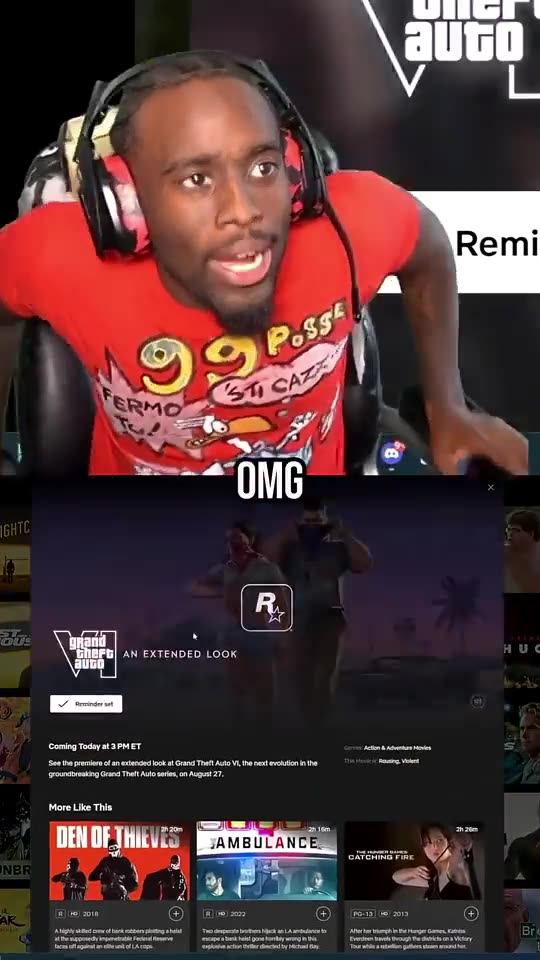 theft
auto
Remi
99 POSSE
FERMO
TU!
'STI CAZZI
OMG
IGHTC
R
grand
theft
auto
VI
AN EXTENDED LOOK
Reminder set
HUG
Coming Today at 3 PM ET
Genres: Action & Adventure Movies
See the premiere of an extended look at Grand Theft Auto VI, the next evolution in the
groundbreaking Grand Theft Auto series, on August 27.
This Movie is: Rousing, Violent
More Like This
DEN OF THIEVES
2h 20m
AMBULANCE
2h 16m
THE HUNGER GAMES
CATCHING FIRE
2h 26m
R HD 2018
R HD 2022
PG-13 HD 2013
A highly skilled crew of bank robbers plotting a heist
at the supposedly impenetrable Federal Reserve
faces off against an elite unit of LA cops.
Two desperate brothers hijack an LA ambulance to
escape a bank heist gone horribly wrong in this
explosive action thriller directed by Michael Bay.
After her triumph in the Hunger Games, Katniss
Everdeen travels through the districts on a Victory
Tour while a rebellion gathers steam around her.